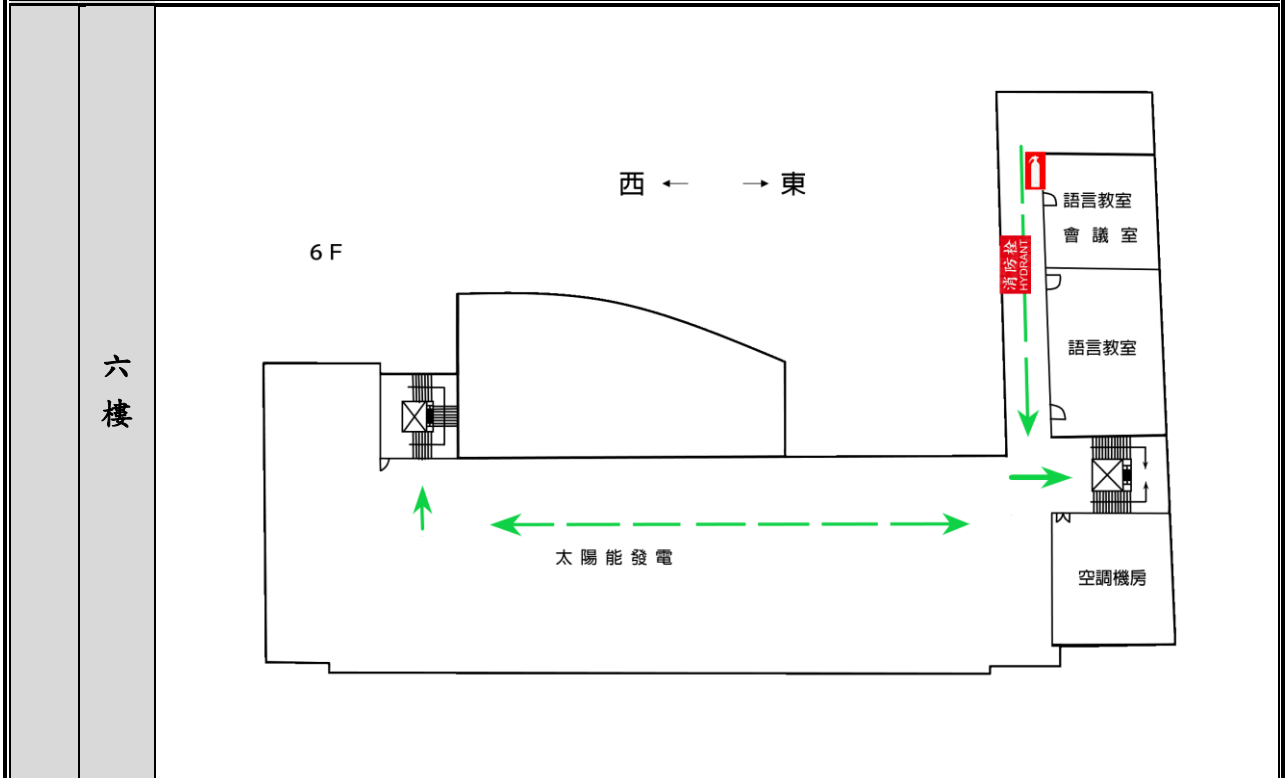 六
樓
西 ← → 東
6 F
語言教室
會 議 室
消防栓
HYDRANT
語言教室
太 陽 能 發 電
空調機房